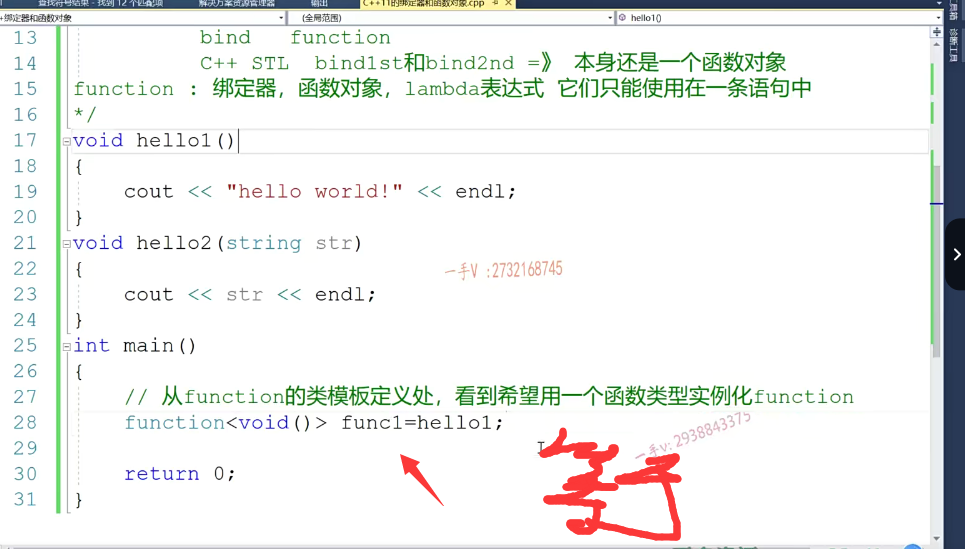 查找符号结果 - 找到 12 个匹配项 解决方案资源管理器 输出 C++11的绑定器和函数对象.cpp
绑定器和函数对象 (全局范围) hello1()
13 bind function
14 C++ STL bind1st和bind2nd =》 本身还是一个函数对象
15 function : 绑定器，函数对象，lambda表达式 它们只能使用在一条语句中
16 */
17 void hello1()
18 {
19 cout << "hello world!" << endl;
20 }
21 void hello2(string str)
22 {
一手V :2732168745
23 cout << str << endl;
24 }
25 int main()
26 {
27 // 从function的类模板定义处，看到希望用一个函数类型实例化function
28 function<void()> func1=hello1;
一手v: 2938843375
29
30 return 0;
31 }
诊断工具